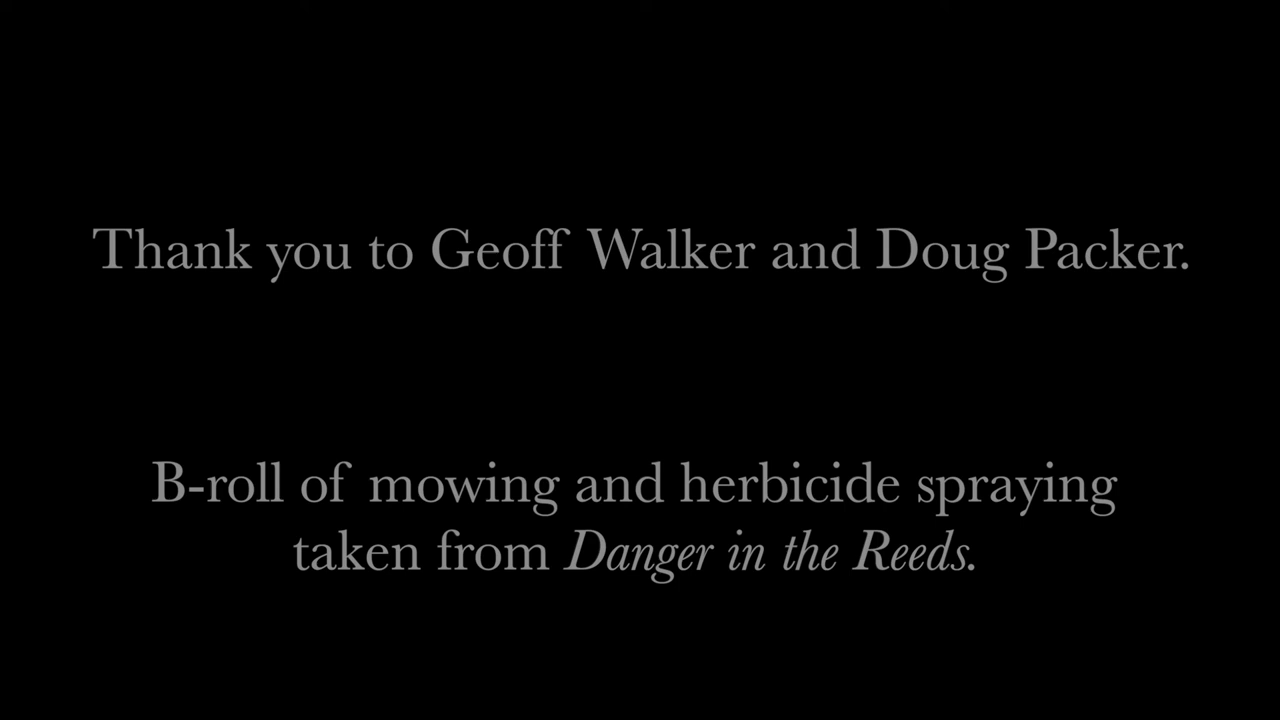 Thank you to Geoff Walker and Doug Packer.
B-roll of mowing and herbicide spraying
taken from Danger in the Reeds.